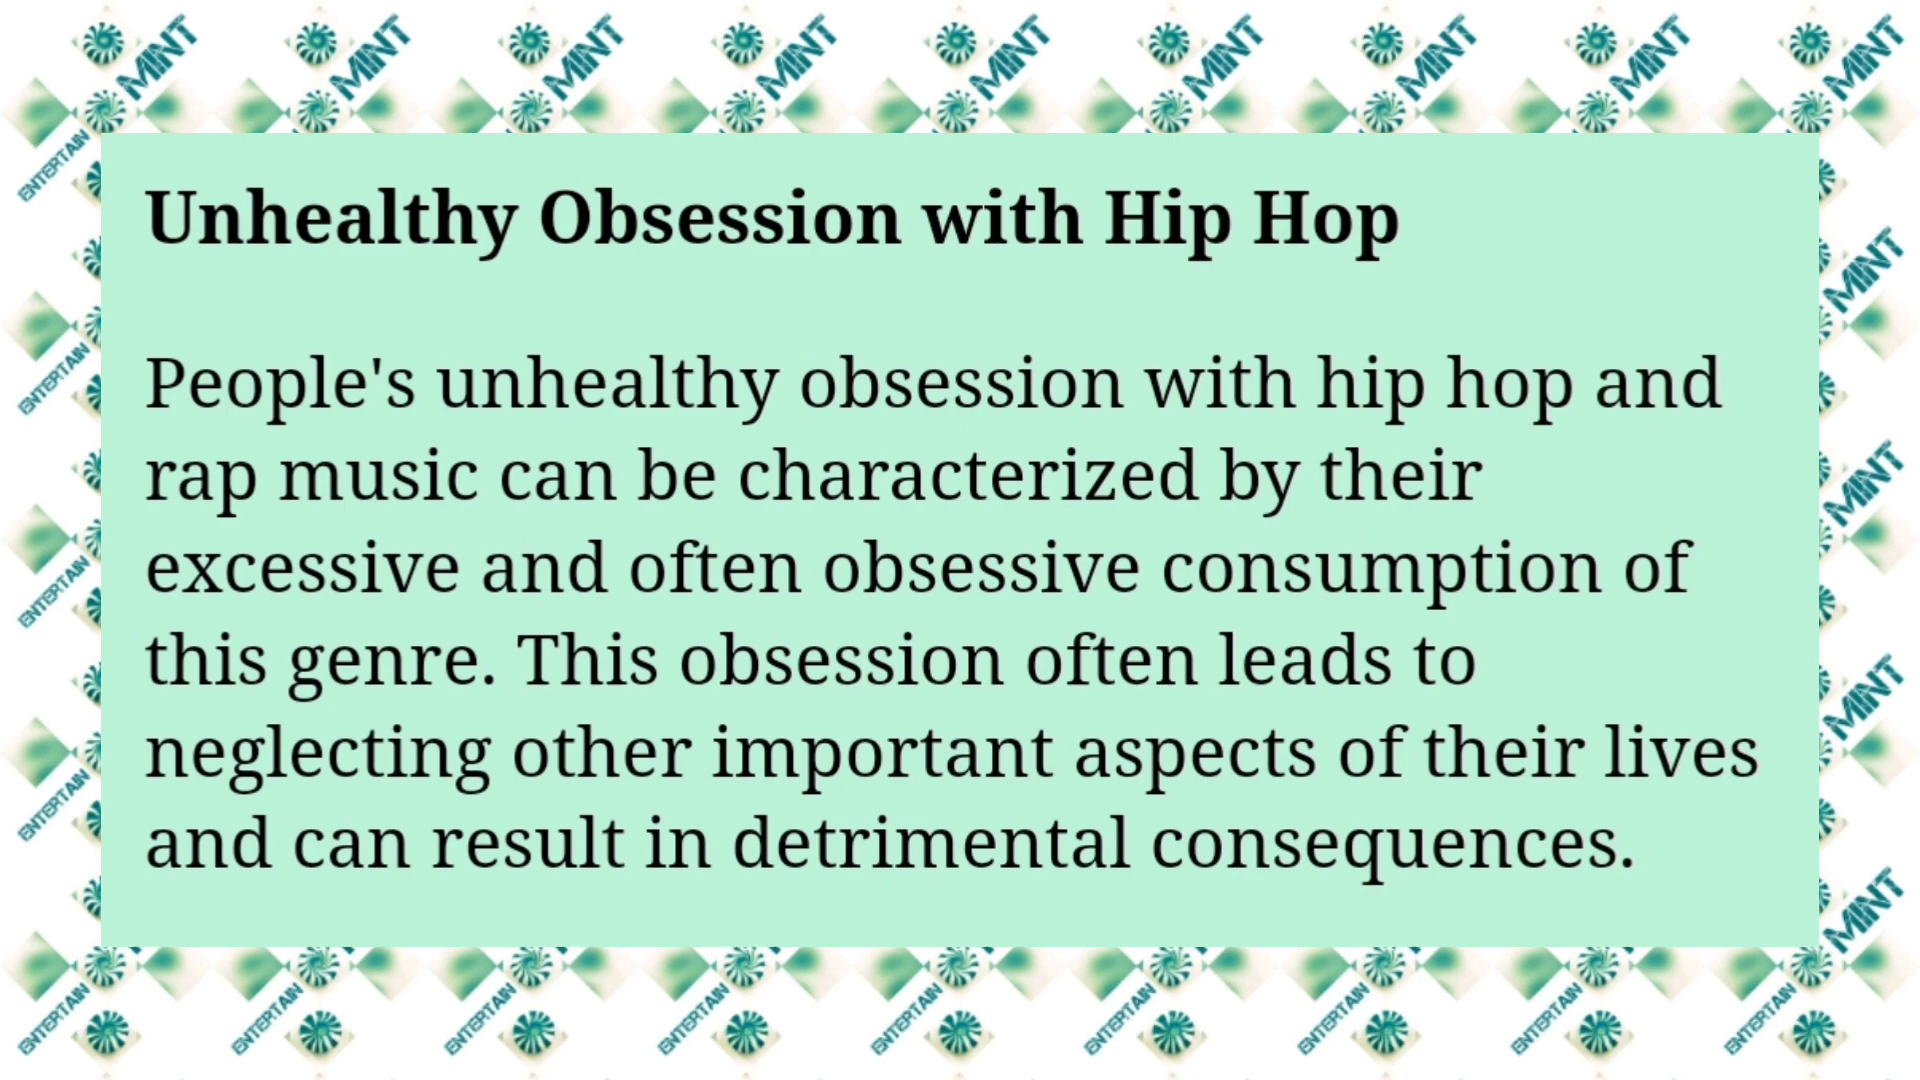 Unhealthy Obsession with Hip Hop
People's unhealthy obsession with hip hop and
rap music can be characterized by their
excessive and often obsessive consumption of
this genre. This obsession often leads to
neglecting other important aspects of their lives
and can result in detrimental consequences.
MINT
ENTERTAIN